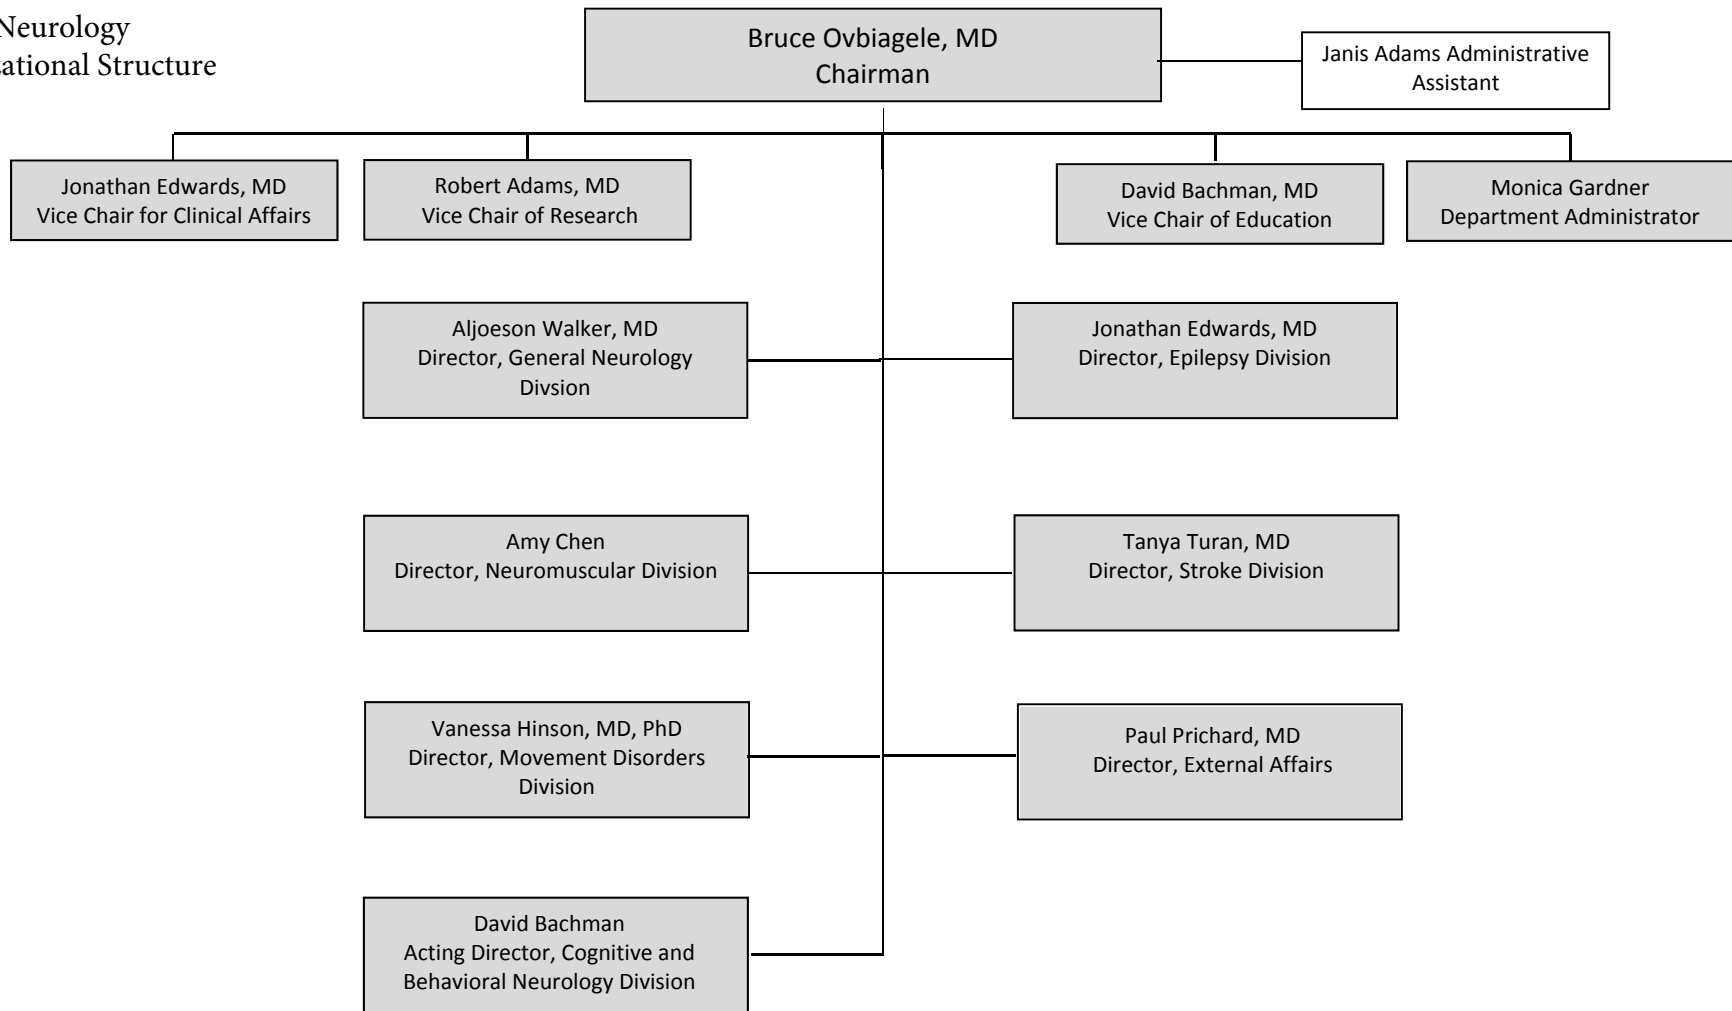 Neurology
zational Structure
Bruce Ovbiagele, MD
Chairman
Janis Adams Administrative
Assistant
Jonathan Edwards, MD
Vice Chair for Clinical Affairs
Robert Adams, MD
Vice Chair of Research
David Bachman, MD
Vice Chair of Education
Monica Gardner
Department Administrator
Aljoeson Walker, MD
Director, General Neurology
Divsion
Jonathan Edwards, MD
Director, Epilepsy Division
Amy Chen
Director, Neuromuscular Division
Tanya Turan, MD
Director, Stroke Division
Vanessa Hinson, MD, PhD
Director, Movement Disorders
Division
Paul Prichard, MD
Director, External Affairs
David Bachman
Acting Director, Cognitive and
Behavioral Neurology Division